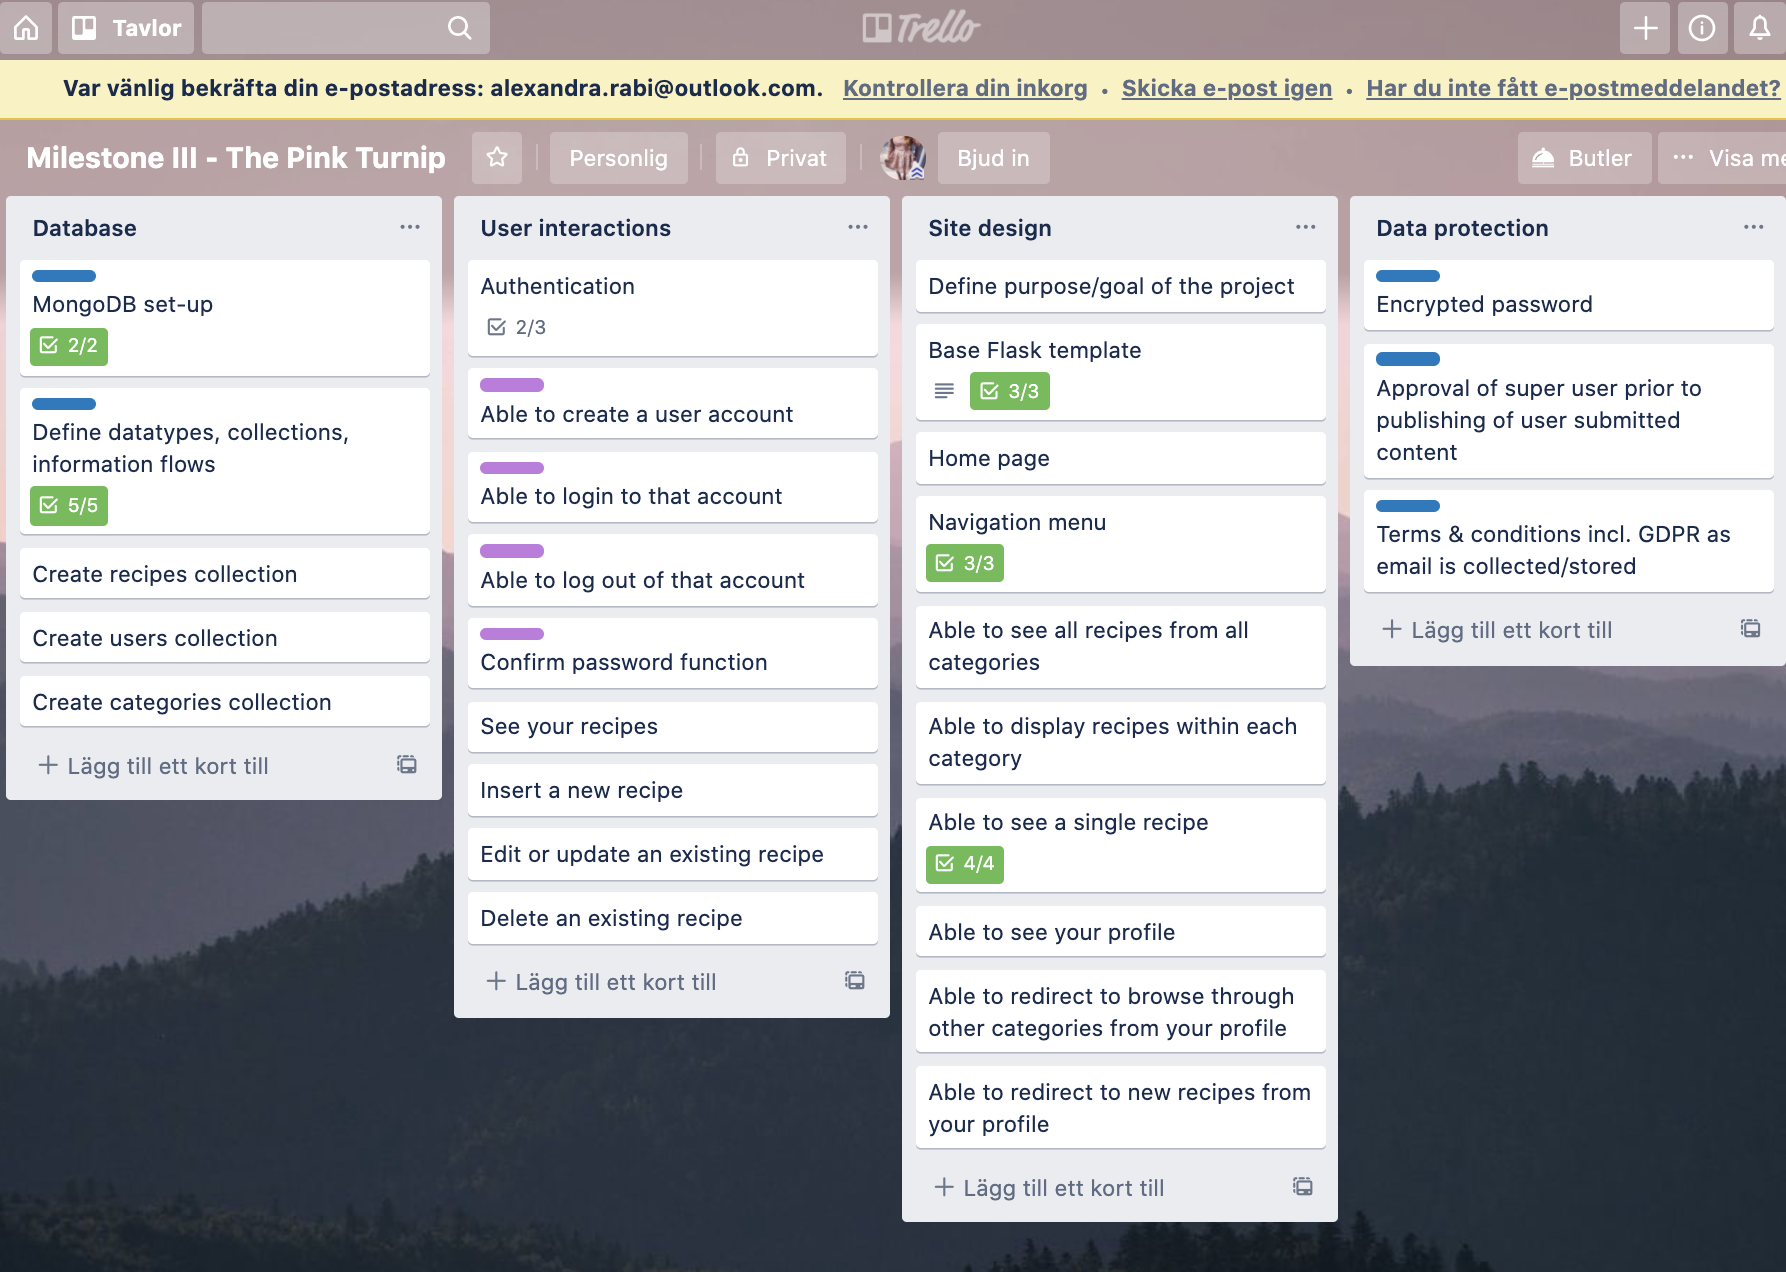 Tavlor
Trello
Var vänlig bekräfta din e-postadress: alexandra.rabi@outlook.com. Kontrollera din inkorg • Skicka e-post igen • Har du inte fått e-postmeddelandet?
Milestone III - The Pink Turnip
Personlig
Privat
Bjud in
Butler
Visa me
Database
MongoDB set-up
2/2
Define datatypes, collections,
information flows
5/5
Create recipes collection
Create users collection
Create categories collection
+ Lägg till ett kort till
User interactions
Authentication
2/3
Able to create a user account
Able to login to that account
Able to log out of that account
Confirm password function
See your recipes
Insert a new recipe
Edit or update an existing recipe
Delete an existing recipe
+ Lägg till ett kort till
Site design
Define purpose/goal of the project
Base Flask template
3/3
Home page
Navigation menu
3/3
Able to see all recipes from all
categories
Able to display recipes within each
category
Able to see a single recipe
4/4
Able to see your profile
Able to redirect to browse through
other categories from your profile
Able to redirect to new recipes from
your profile
+ Lägg till ett kort till
Data protection
Encrypted password
Approval of super user prior to
publishing of user submitted
content
Terms & conditions incl. GDPR as
email is collected/stored
+ Lägg till ett kort till